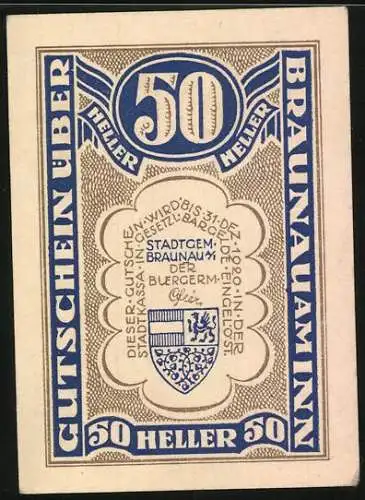 50
HELLER HELLER
GUTSCHEIN ÜBER
BRAUNAU AM INN
DIESER GUTSCHEIN WIRD BIS 31. DEZ. 1920 IN DER
STADTKASSA GESETZL. BARGELDE EINGELÖST.
STADTGEM.
BRAUNAU a/I
DER
BUERGERM.
50 HELLER 50